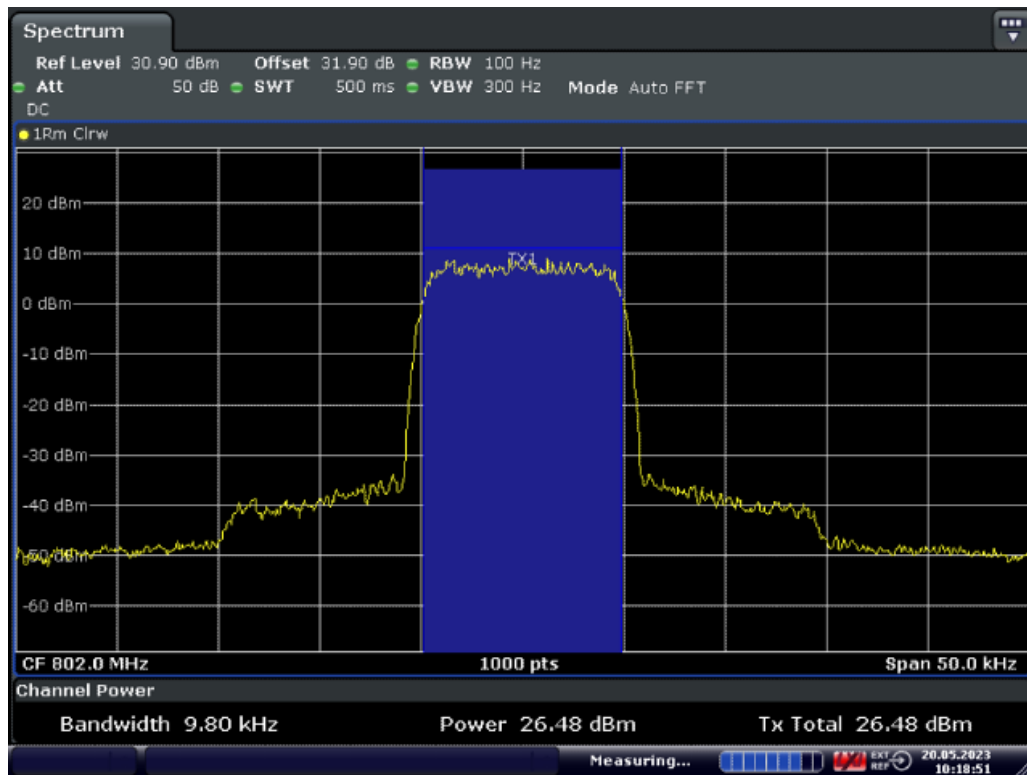 Spectrum
Ref Level 30.90 dBm Offset 31.90 dB RBW 100 Hz
Att 50 dB SWT 500 ms VBW 300 Hz Mode Auto FFT
DC
1Rm Clrw
20 dBm
10 dBm
TX1
0 dBm
-10 dBm
-20 dBm
-30 dBm
-40 dBm
-50 dBm
-60 dBm
CF 802.0 MHz 1000 pts Span 50.0 kHz
Channel Power
Bandwidth 9.80 kHz Power 26.48 dBm Tx Total 26.48 dBm
Measuring... EXT REF 20.05.2023
10:18:51